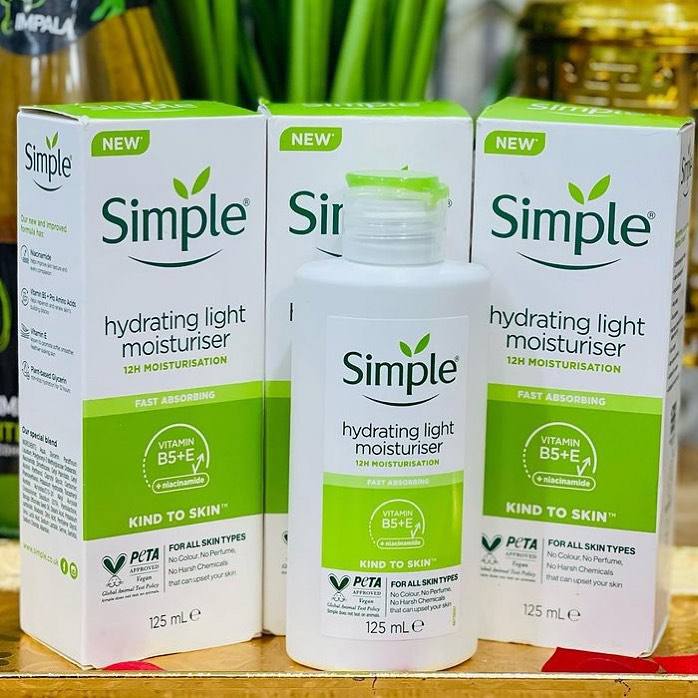 IMPALA
Simple
Our new and improved
formula has:
Niacinamide
Vitamin B5 + Pro Amino Acids
Vitamin E
Plant-based Glycerin
Our special blend
www.simple.co.uk
NEW*
Simple®
hydrating light
moisturiser
12H MOISTURISATION
FAST ABSORBING
VITAMIN
B5+E
+ niacinamide
KIND TO SKIN™
PETA
APPROVED
Vegan
Global Animal Test Policy
FOR ALL SKIN TYPES
No Colour, No Perfume,
No Harsh Chemicals
that can upset your skin
125 mL e
NEW*
Sim
h
Simple®
hydrating light
moisturiser
12H MOISTURISATION
FAST ABSORBING
VITAMIN
B5+E
+ niacinamide
KIND TO SKIN™
PETA
APPROVED
Vegan
Global Animal Test Policy
Simple does not test on animals
FOR ALL SKIN TYPES
No Colour, No Perfume,
No Harsh Chemicals
that can upset your skin
125 mL e
NEW*
Simple®
hydrating light
moisturiser
12H MOISTURISATION
FAST ABSORBING
VITAMIN
B5+E
+ niacinamide
KIND TO SKIN™
PETA
APPROVED
Vegan
Global Animal Test Policy
FOR ALL SKIN TYPES
No Colour, No Perfume,
No Harsh Chemicals
that can upset your skin
125 mL e